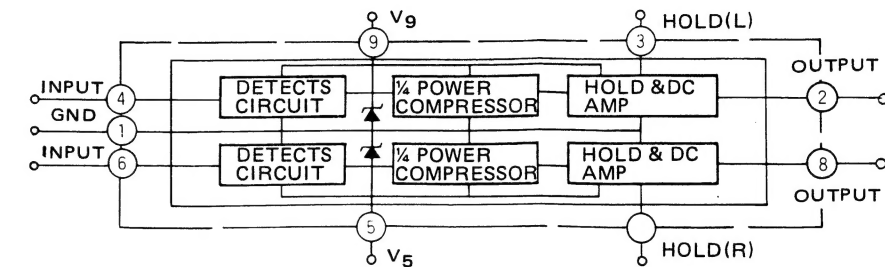 V9
9
HOLD(L)
3
OUTPUT
INPUT
4
DETECTS
CIRCUIT
¼ POWER
COMPRESSOR
HOLD &DC
AMP
2
GND
1
INPUT
6
DETECTS
CIRCUIT
¼ POWER
COMPRESSOR
HOLD & DC
AMP
8
OUTPUT
5
V5
HOLD(R)